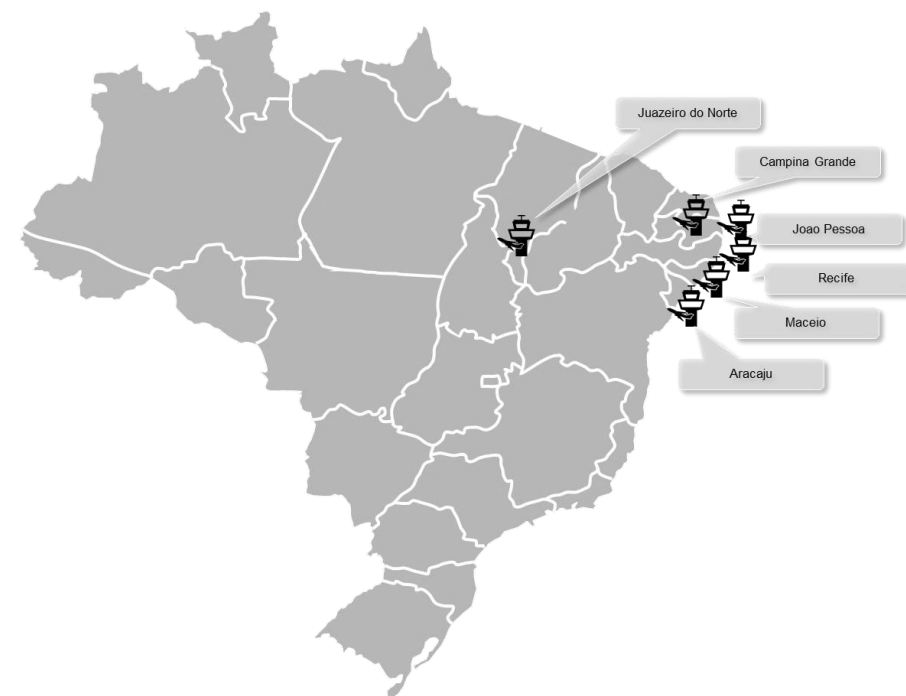 Juazeiro do Norte
Campina Grande
Joao Pessoa
Recife
Maceio
Aracaju